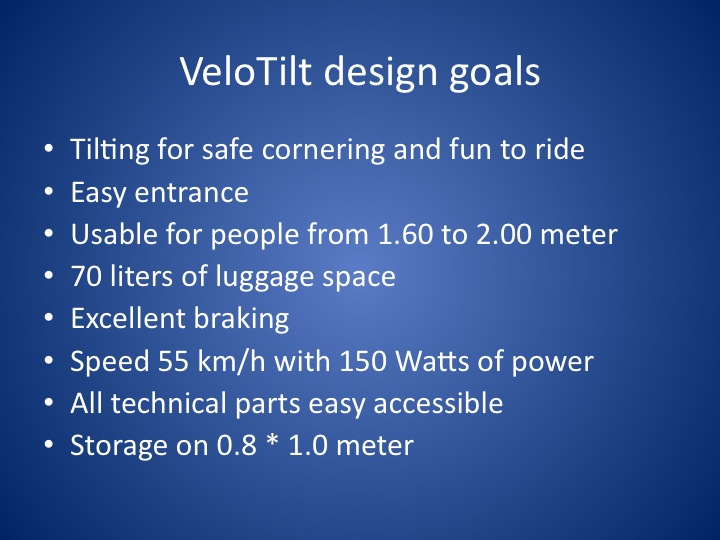 VeloTilt design goals
• Tilting for safe cornering and fun to ride
• Easy entrance
• Usable for people from 1.60 to 2.00 meter
• 70 liters of luggage space
• Excellent braking
• Speed 55 km/h with 150 Watts of power
• All technical parts easy accessible
• Storage on 0.8 * 1.0 meter